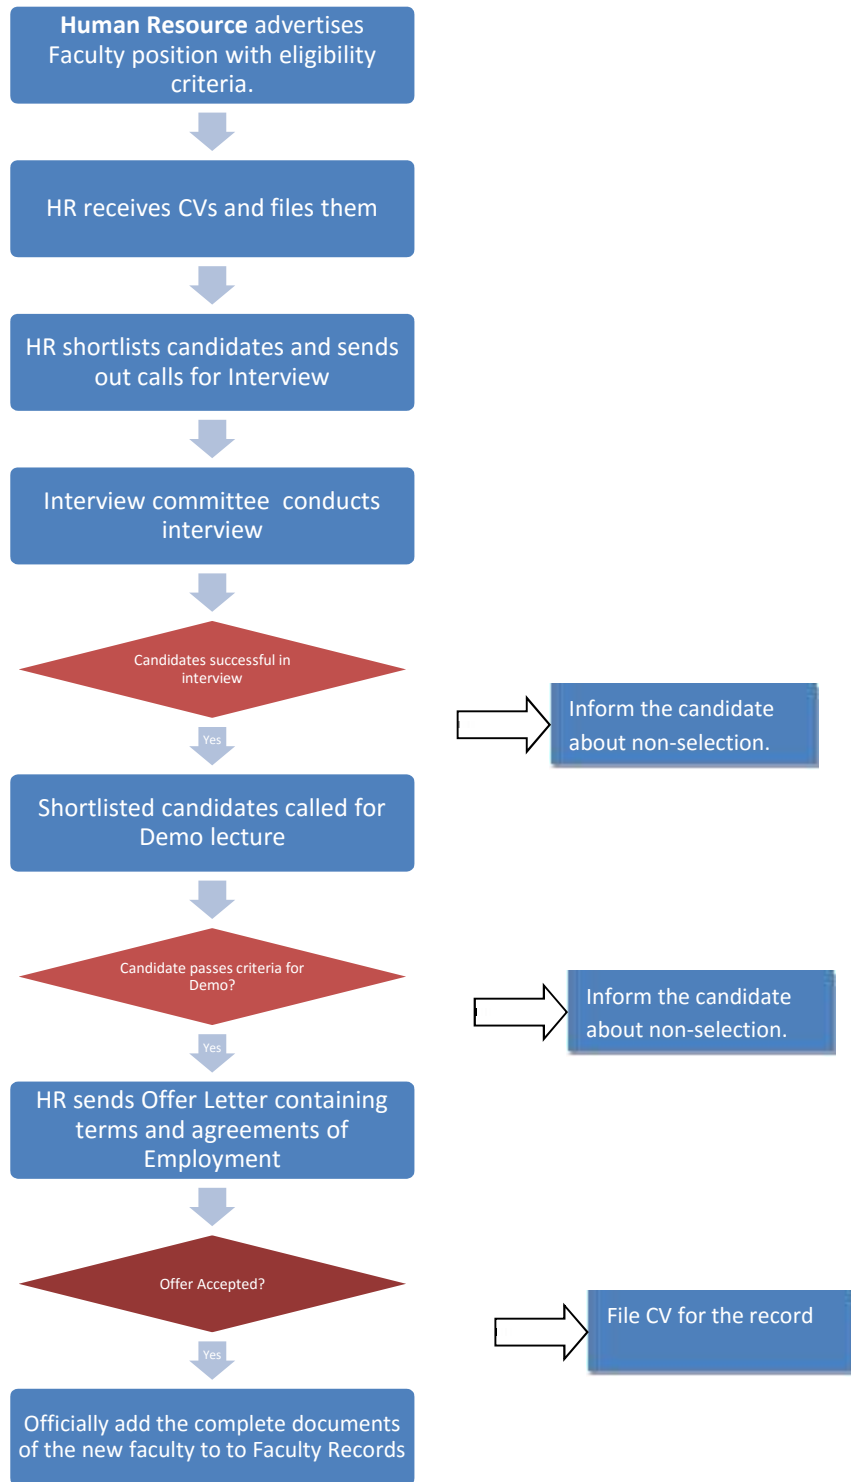 Human Resource advertises
Faculty position with eligibility
criteria.
HR receives CVs and files them
HR shortlists candidates and sends
out calls for Interview
Interview committee  conducts
interview
Candidates successful in
interview
Inform the candidate
about non-selection.
Yes
Shortlisted candidates called for
Demo lecture
Candidate passes criteria for
Demo?
Inform the candidate
about non-selection.
Yes
HR sends Offer Letter containing
terms and agreements of
Employment
Offer Accepted?
File CV for the record
Yes
Officially add the complete documents
of the new faculty to to Faculty Records